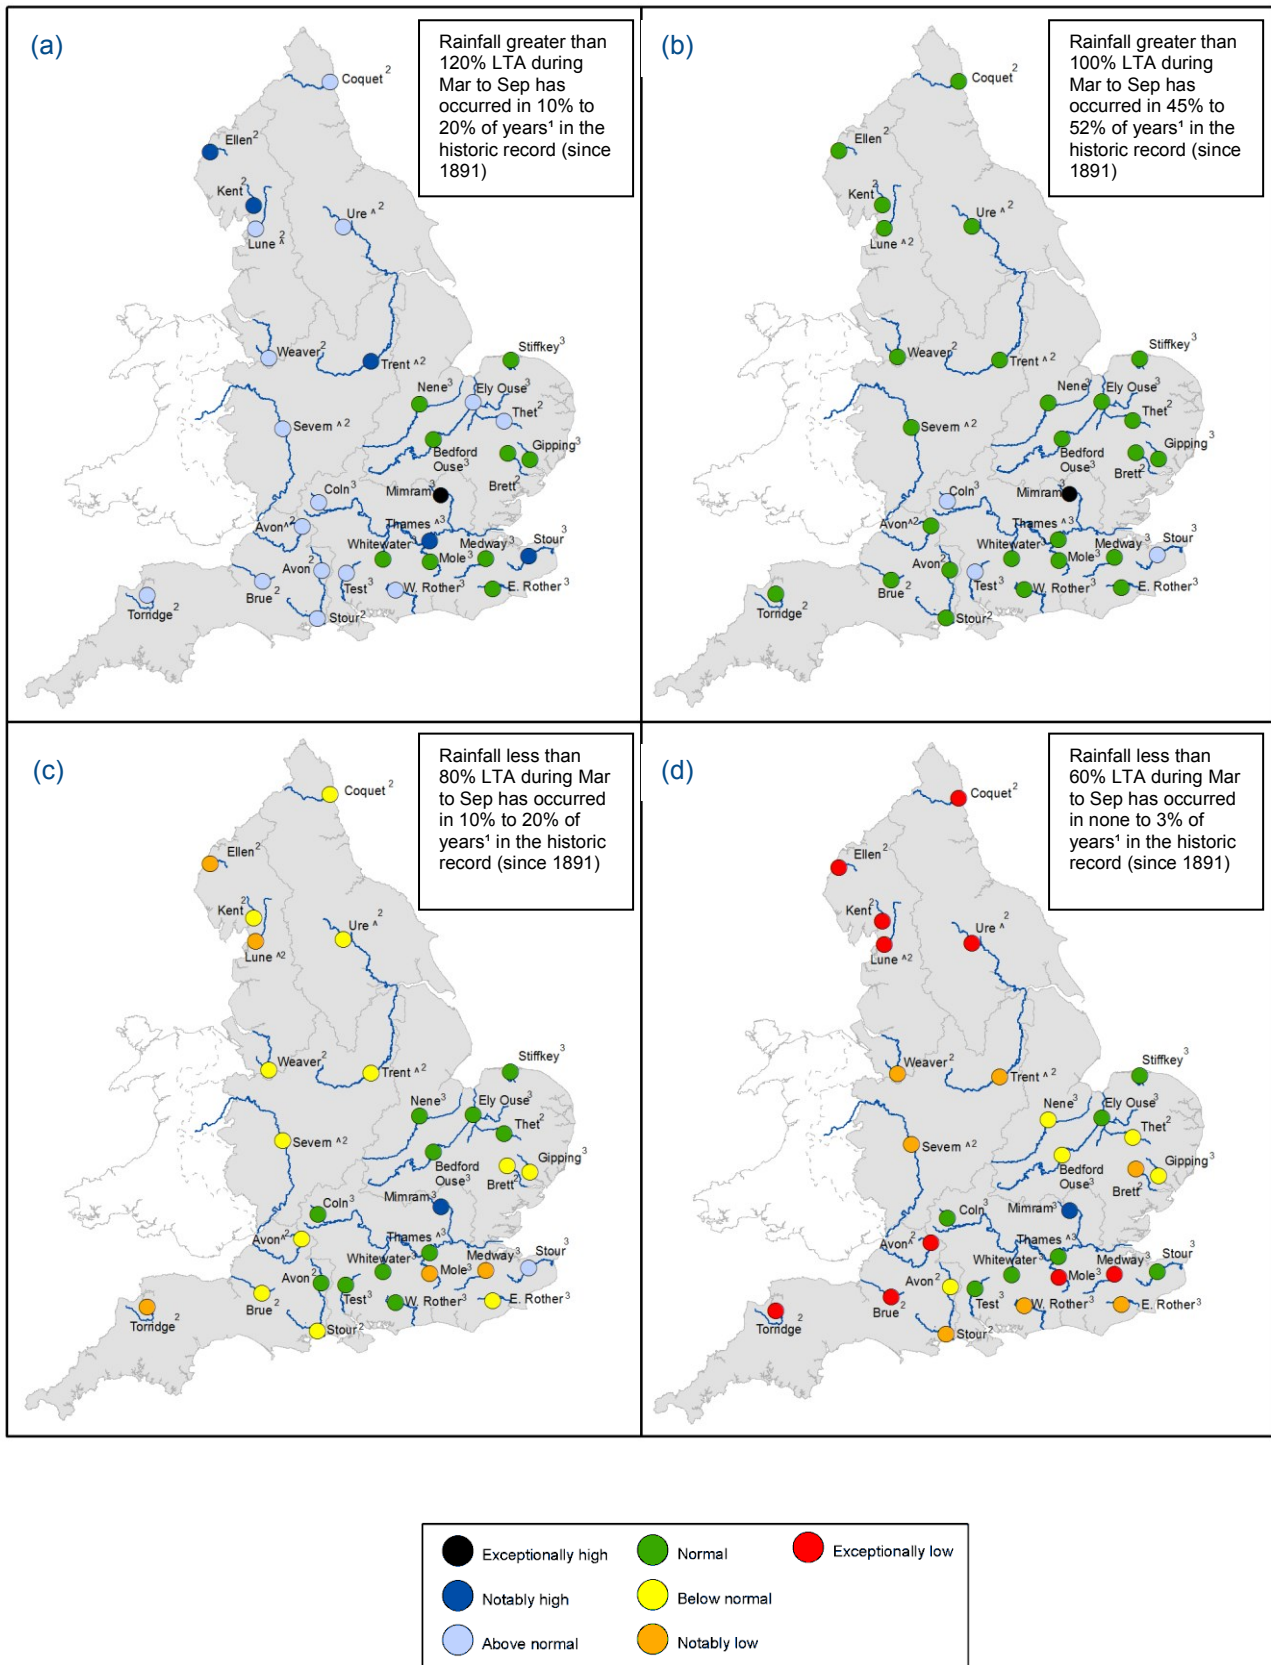 (a)
Rainfall greater than
120% LTA during
Mar to Sep has
occurred in 10% to
20% of years¹ in the
historic record (since
1891)
Coquet 2
Ellen 2
Kent 2
Lune ^ 2
Ure ^ 2
Weaver 2
Trent ^ 2
Stiffkey 3
Nene 3
Ely Ouse 3
Thet 2
Severn ^ 2
Bedford
Ouse 3
Gipping 3
Brett 2
Coln 3
Mimram 3
Avon ^ 2
Thames ^ 3
Whitewater 3
Medway 3
Stour 3
Mole 3
Avon 2
Brue 2
Test 3
W. Rother 3
E. Rother 3
Torridge 2
Stour 2
(b)
Rainfall greater than
100% LTA during
Mar to Sep has
occurred in 45% to
52% of years¹ in the
historic record (since
1891)
Coquet 2
Ellen 2
Kent 2
Lune ^ 2
Ure ^ 2
Weaver 2
Trent ^ 2
Stiffkey 3
Nene 3
Ely Ouse 3
Thet 2
Severn ^ 2
Bedford
Ouse 3
Gipping 3
Brett 2
Coln 3
Mimram 3
Avon ^ 2
Thames ^ 3
Whitewater 3
Medway 3
Stour 3
Mole 3
Avon 2
Brue 2
Test 3
W. Rother 3
E. Rother 3
Torridge 2
Stour 2
(c)
Rainfall less than
80% LTA during Mar
to Sep has occurred
in 10% to 20% of
years¹ in the historic
record (since 1891)
Coquet 2
Ellen 2
Kent 2
Lune ^ 2
Ure ^ 2
Weaver 2
Trent ^ 2
Stiffkey 3
Nene 3
Ely Ouse 3
Thet 2
Severn ^ 2
Bedford
Ouse 3
Gipping 3
Brett 2
Coln 3
Mimram 3
Avon ^ 2
Thames ^ 3
Whitewater 3
Medway 3
Stour 3
Mole 3
Avon 2
Brue 2
Test 3
W. Rother 3
E. Rother 3
Torridge 2
Stour 2
(d)
Rainfall less than
60% LTA during Mar
to Sep has occurred
in none to 3% of
years¹ in the historic
record (since 1891)
Coquet 2
Ellen 2
Kent 2
Lune ^ 2
Ure ^ 2
Weaver 2
Trent ^ 2
Stiffkey 3
Nene 3
Ely Ouse 3
Thet 2
Severn ^ 2
Bedford
Ouse 3
Gipping 3
Brett 2
Coln 3
Mimram 3
Avon ^ 2
Thames ^ 3
Whitewater 3
Medway 3
Stour 3
Mole 3
Avon 2
Brue 2
Test 3
W. Rother 3
E. Rother 3
Torridge 2
Stour 2
Exceptionally high
Normal
Exceptionally low
Notably high
Below normal
Above normal
Notably low